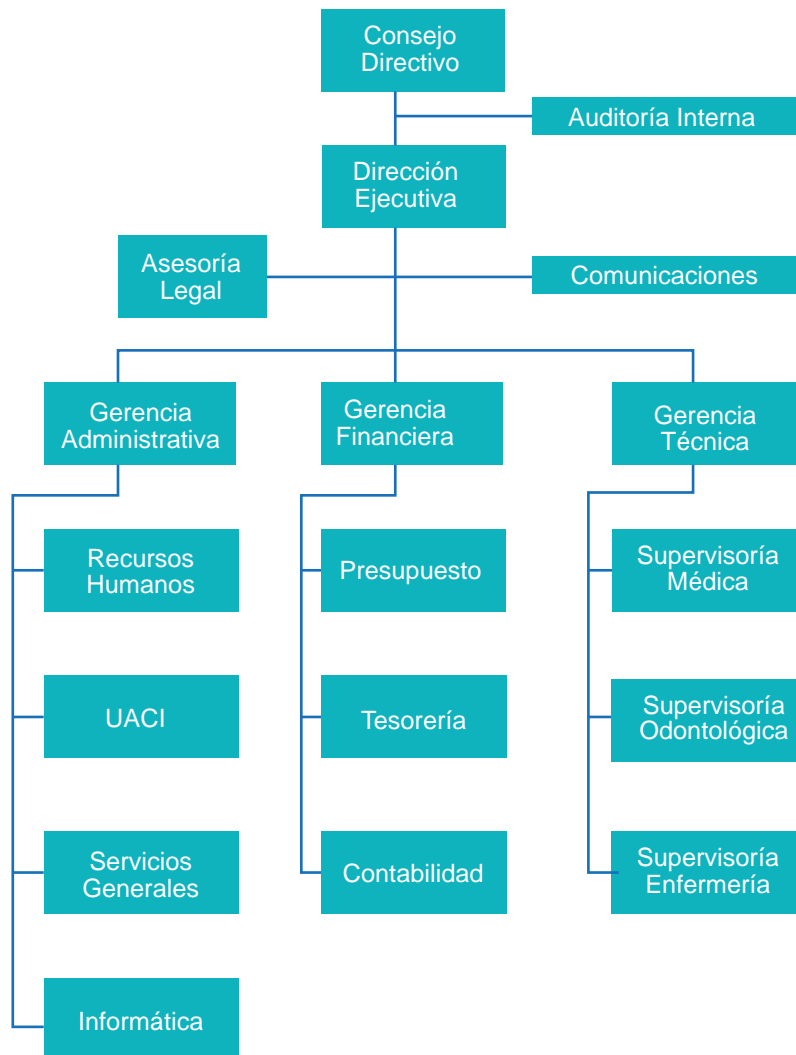 Consejo
Directivo
Auditoría Interna
Dirección
Ejecutiva
Asesoría
Legal
Comunicaciones
Gerencia
Administrativa
Gerencia
Financiera
Gerencia
Técnica
Recursos
Humanos
Presupuesto
Supervisoría
Médica
UACI
Tesorería
Supervisoría
Odontológica
Servicios
Generales
Contabilidad
Supervisoría
Enfermería
Informática